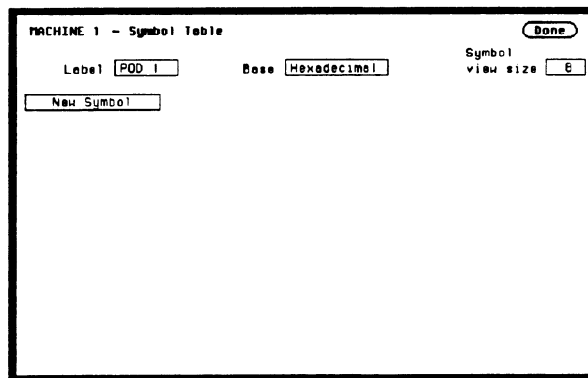 MACHINE 1 - Symbol Table
Done
Label POD 1
Base Hexadecimal
Symbol
view size 8
New Symbol